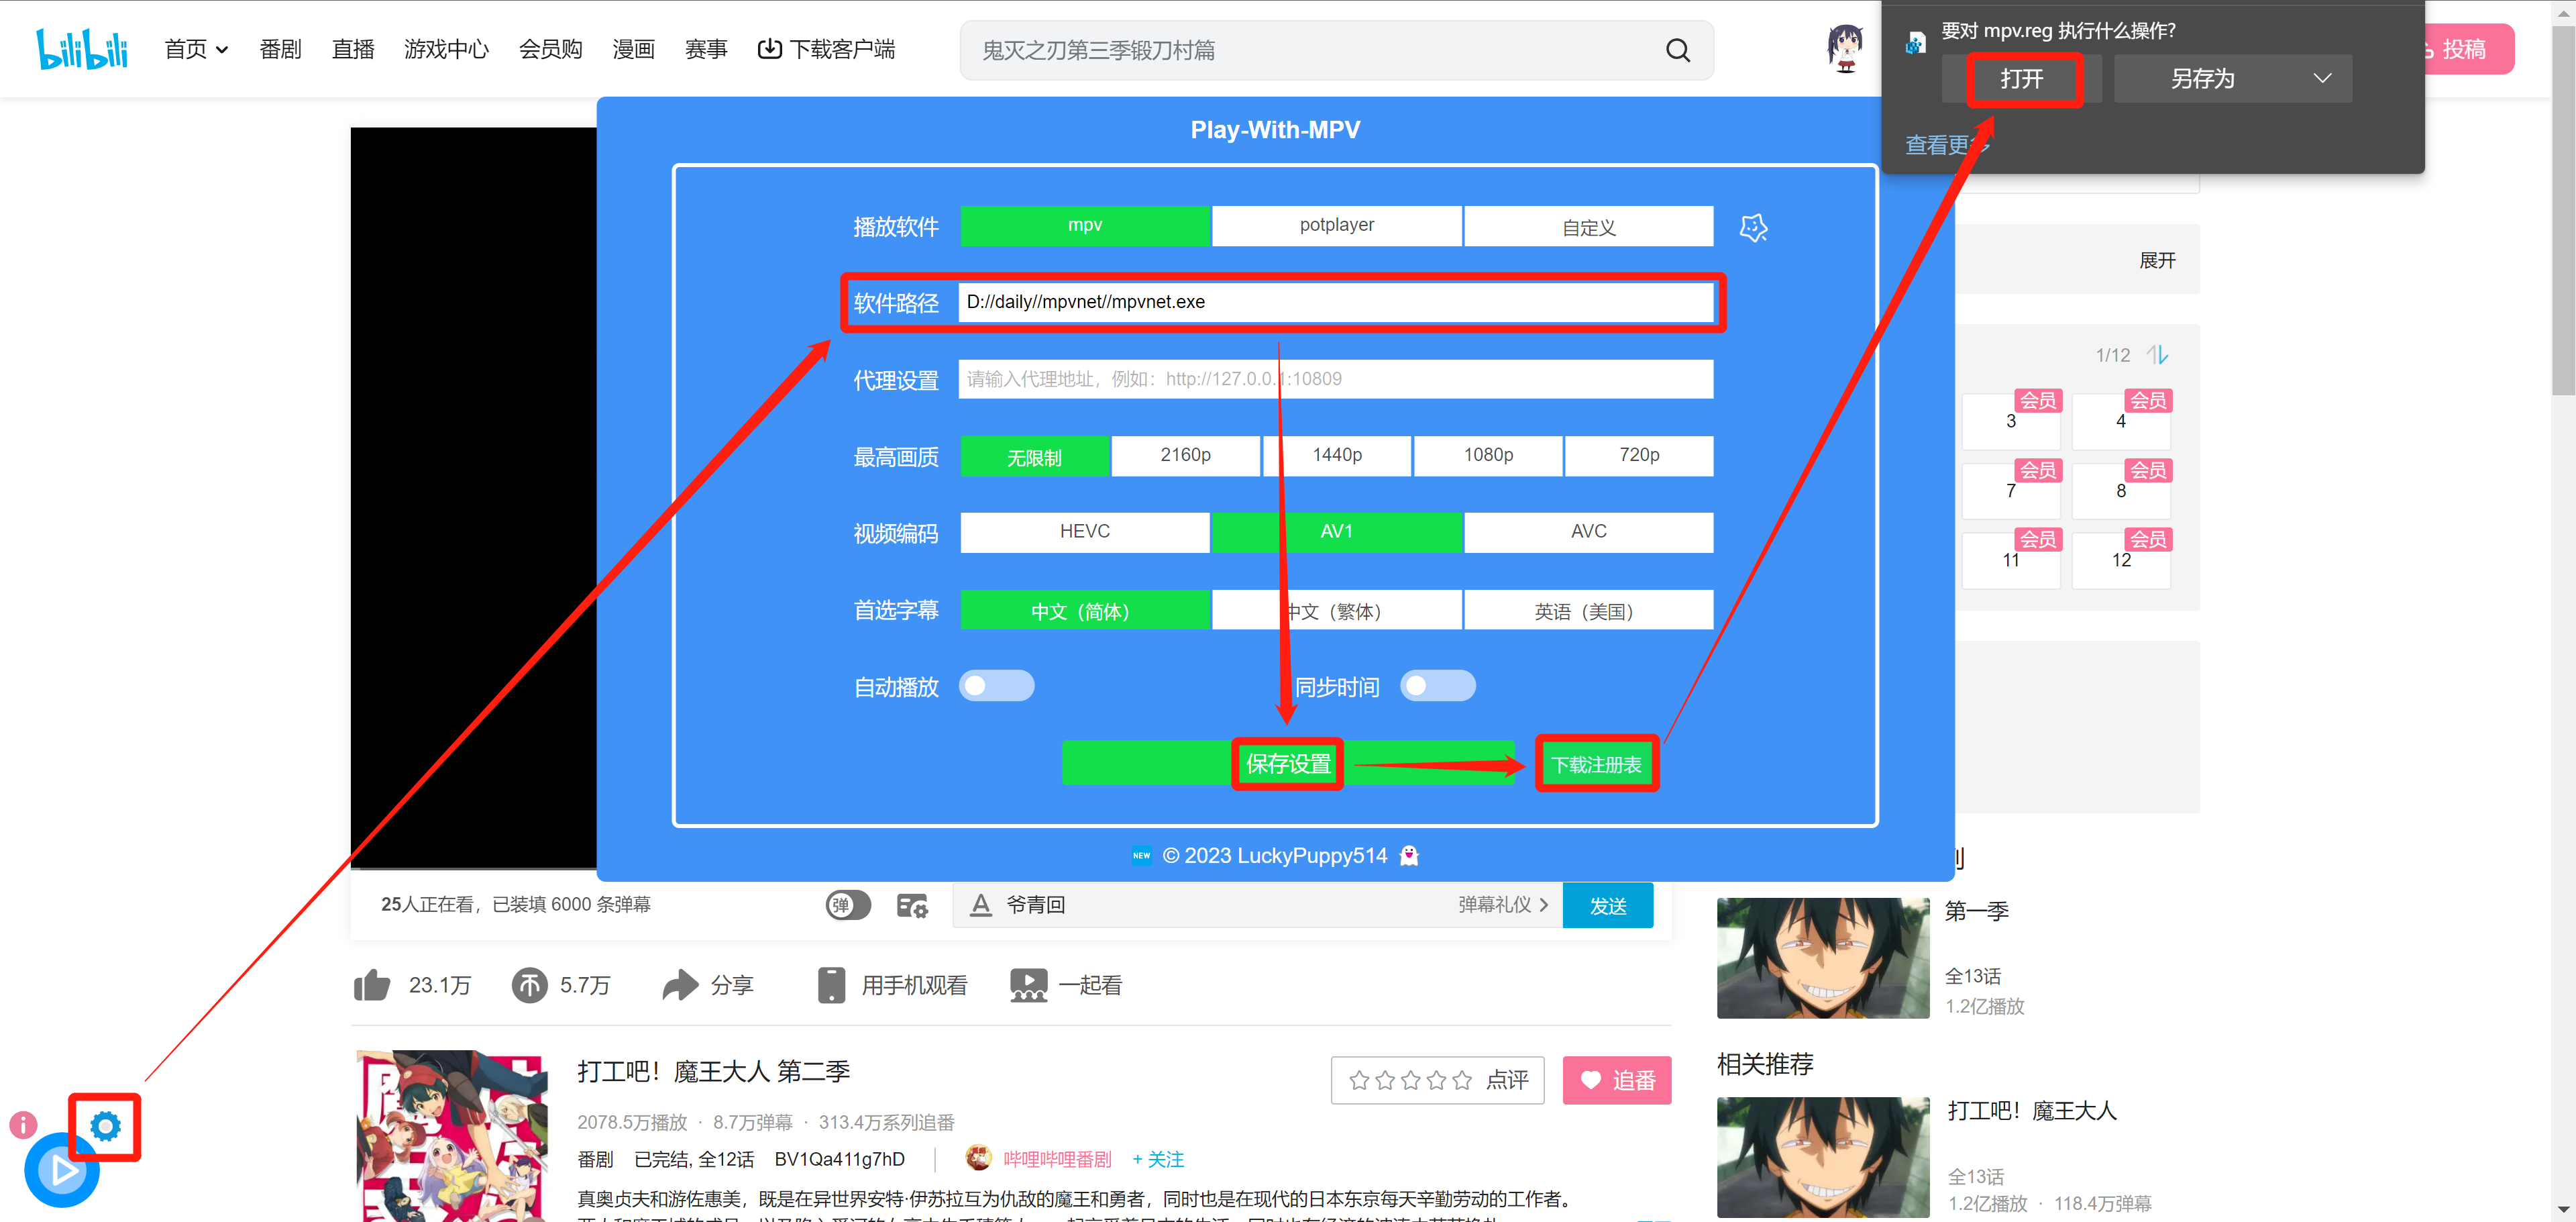 bilibili
首页
番剧
直播
游戏中心
会员购
漫画
赛事
下载客户端
鬼灭之刃第三季锻刀村篇
投稿
要对 mpv.reg 执行什么操作?
打开
另存为
查看更多
Play-With-MPV
播放软件
mpv
potplayer
自定义
软件路径
D://daily//mpvnet//mpvnet.exe
代理设置
请输入代理地址，例如：http://127.0.0.1:10809
最高画质
无限制
2160p
1440p
1080p
720p
视频编码
HEVC
AV1
AVC
首选字幕
中文（简体）
中文（繁体）
英语（美国）
自动播放
同步时间
保存设置
下载注册表
NEW © 2023 LuckyPuppy514
展开
1/12
会员
3
会员
4
会员
7
会员
8
会员
11
会员
12
25人正在看，已装填 6000 条弹幕
弹
爷青回
弹幕礼仪
发送
23.1万
5.7万
分享
用手机观看
一起看
打工吧！魔王大人 第二季
点评
追番
2078.5万播放 · 8.7万弹幕 · 313.4万系列追番
番剧 已完结, 全12话 BV1Qa411g7hD
哔哩哔哩番剧
+ 关注
真奥贞夫和游佐惠美，既是在异世界安特·伊苏拉互为仇敌的魔王和勇者，同时也是在现代的日本东京每天辛勤劳动的工作者。
第一季
全13话
1.2亿播放
相关推荐
打工吧！魔王大人
全13话
1.2亿播放 · 118.4万弹幕